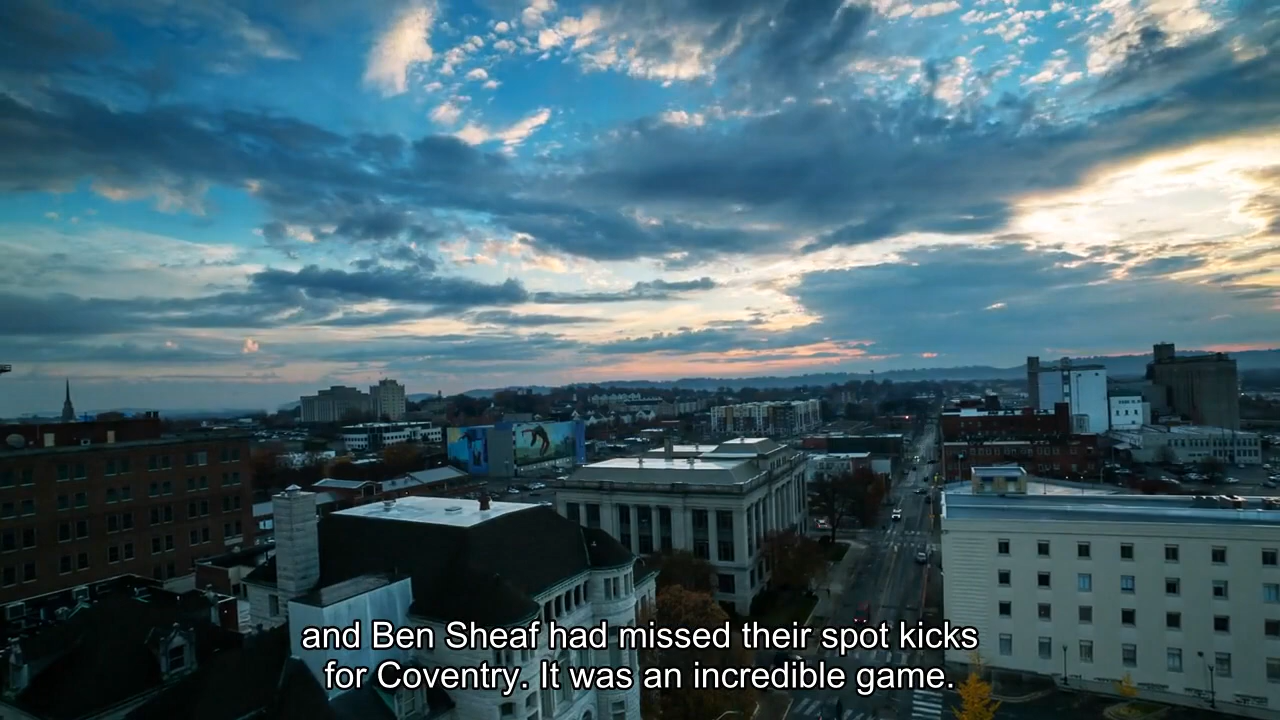 and Ben Sheaf had missed their spot kicks
for Coventry. It was an incredible game.